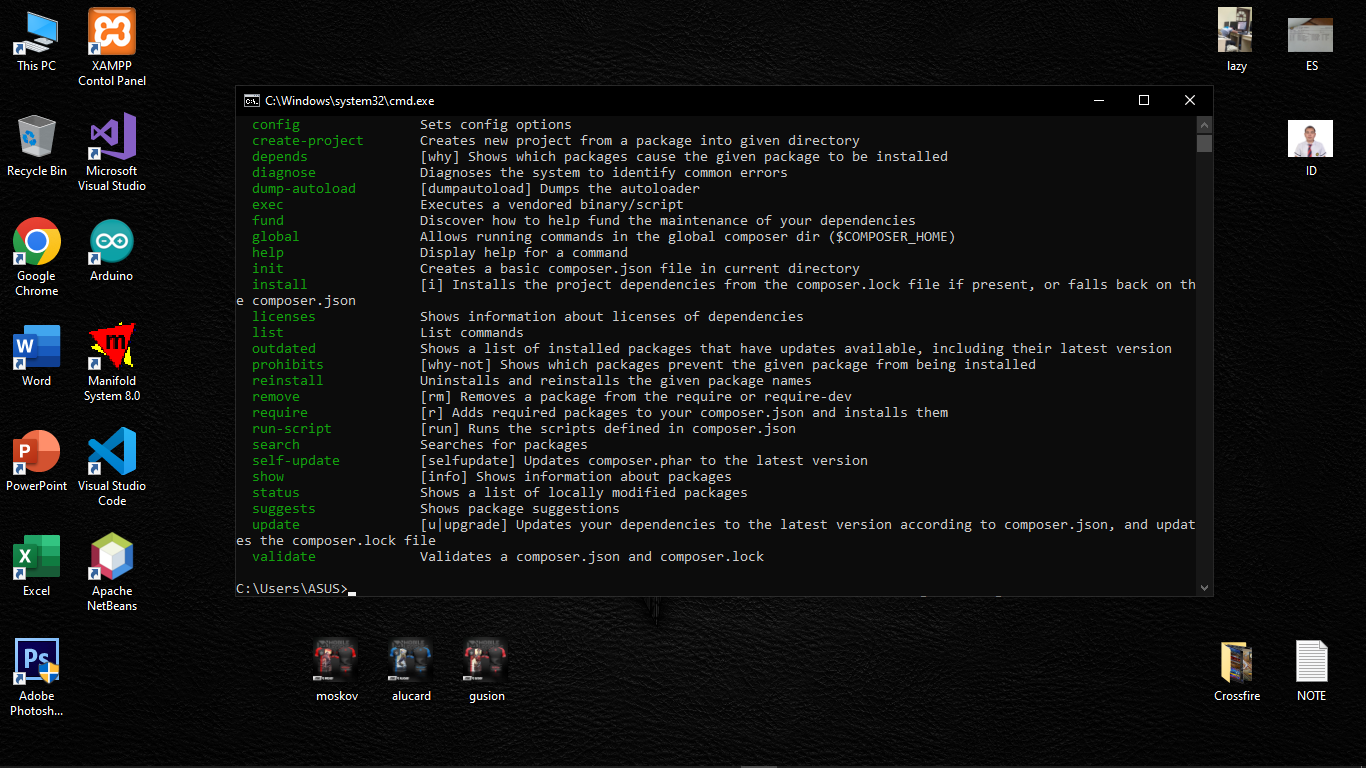 This PC
XAMPP
Contol Panel
Recycle Bin
Microsoft
Visual Studio
Google
Chrome
Arduino
Word
Manifold
System 8.0
PowerPoint
Visual Studio
Code
Excel
Apache
NetBeans
Adobe
Photosh...
C:\Windows\system32\cmd.exe
config Sets config options
create-project Creates new project from a package into given directory
depends [why] Shows which packages cause the given package to be installed
diagnose Diagnoses the system to identify common errors
dump-autoload [dumpautoload] Dumps the autoloader
exec Executes a vendored binary/script
fund Discover how to help fund the maintenance of your dependencies
global Allows running commands in the global composer dir ($COMPOSER_HOME)
help Display help for a command
init Creates a basic composer.json file in current directory
install [i] Installs the project dependencies from the composer.lock file if present, or falls back on th
e composer.json
licenses Shows information about licenses of dependencies
list List commands
outdated Shows a list of installed packages that have updates available, including their latest version
prohibits [why-not] Shows which packages prevent the given package from being installed
reinstall Uninstalls and reinstalls the given package names
remove [rm] Removes a package from the require or require-dev
require [r] Adds required packages to your composer.json and installs them
run-script [run] Runs the scripts defined in composer.json
search Searches for packages
self-update [selfupdate] Updates composer.phar to the latest version
show [info] Shows information about packages
status Shows a list of locally modified packages
suggests Shows package suggestions
update [u|upgrade] Updates your dependencies to the latest version according to composer.json, and updat
es the composer.lock file
validate Validates a composer.json and composer.lock
C:\Users\ASUS>
moskov
alucard
gusion
lazy
ES
ID
Crossfire
NOTE